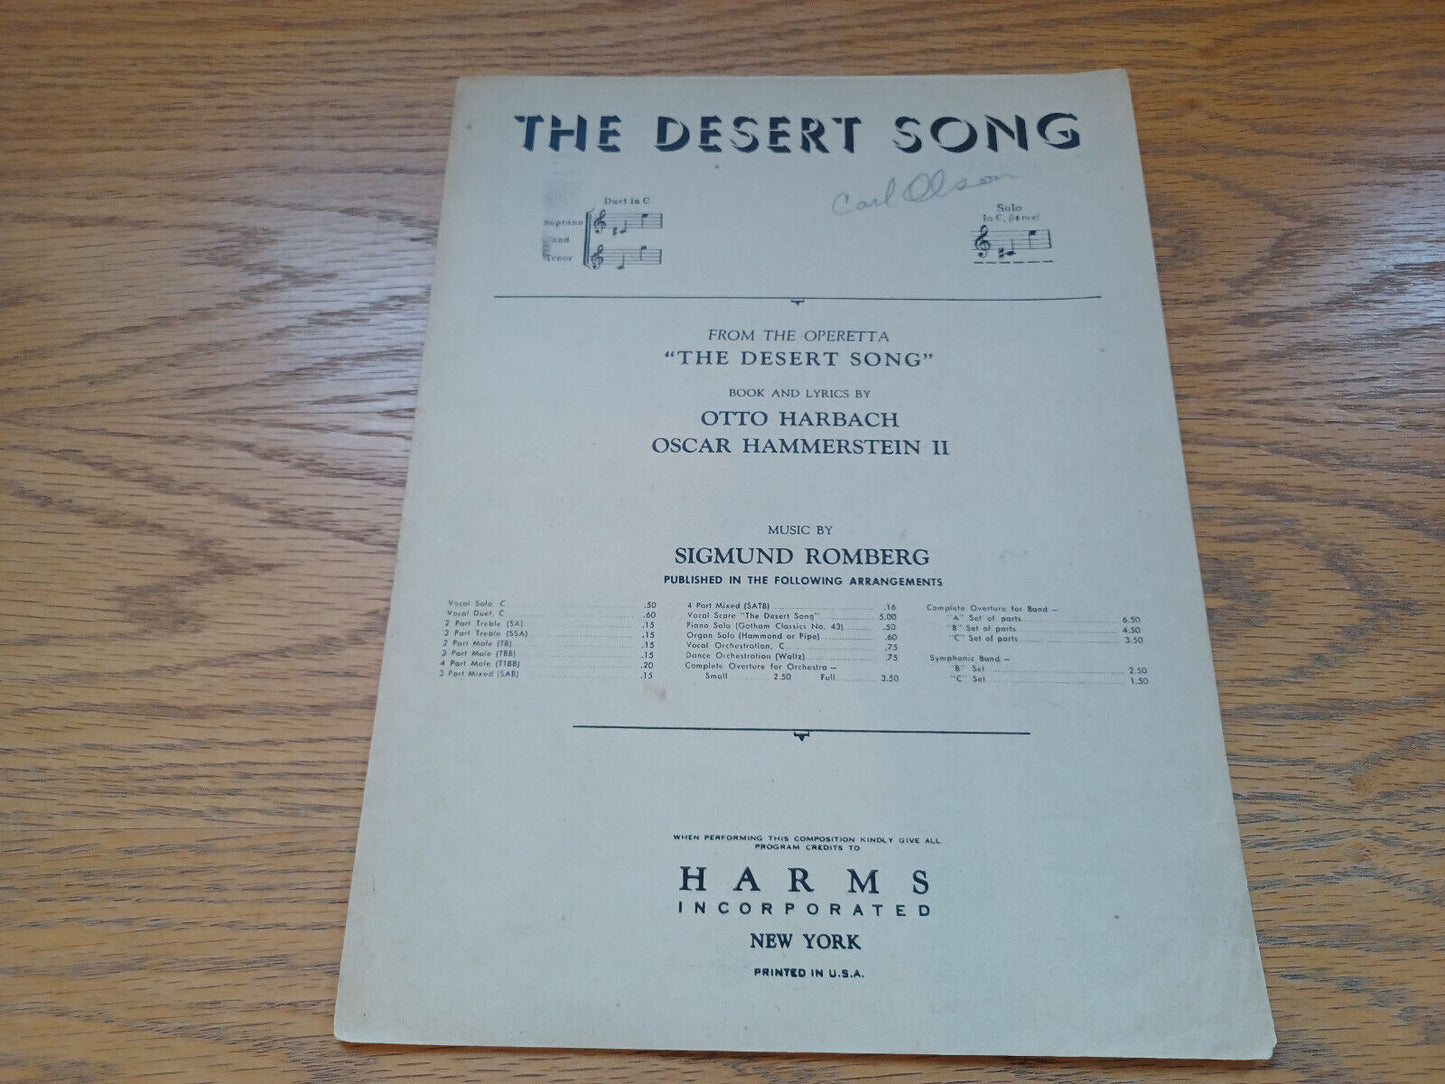 THE DESERT SONG
Carl Olson
Duet in C
Soprano
and
Tenor
Solo
In C,
FROM THE OPERETTA
"THE DESERT SONG"
BOOK AND LYRICS BY
OTTO HARBACH
OSCAR HAMMERSTEIN II
MUSIC BY
SIGMUND ROMBERG
PUBLISHED IN THE FOLLOWING ARRANGEMENTS
Vocal Solo, C .50
Vocal Duet, C .60
2 Part Treble (SA) .15
3 Part Treble (SSA) .15
2 Part Male (TB) .15
3 Part Male (TBB) .15
4 Part Male (TTBB) .20
3 Part Mixed (SAB) .15
4 Part Mixed (SATB) .16
Vocal Score "The Desert Song" 5.00
Piano Solo (Gotham Classics No. 43) .50
Organ Solo (Hammond or Pipe) .60
Vocal Orchestration, C .75
Dance Orchestration (Waltz) .75
Complete Overture for Orchestra —
Small 2.50 Full 3.50
Complete Overture for Band —
"A" Set of parts 6.50
"B" Set of parts 4.50
"C" Set of parts 3.50
Symphonic Band —
"B" Set 2.50
"C" Set 1.50
WHEN PERFORMING THIS COMPOSITION KINDLY GIVE ALL
PROGRAM CREDITS TO
HARMS
INCORPORATED
NEW YORK
PRINTED IN U.S.A.